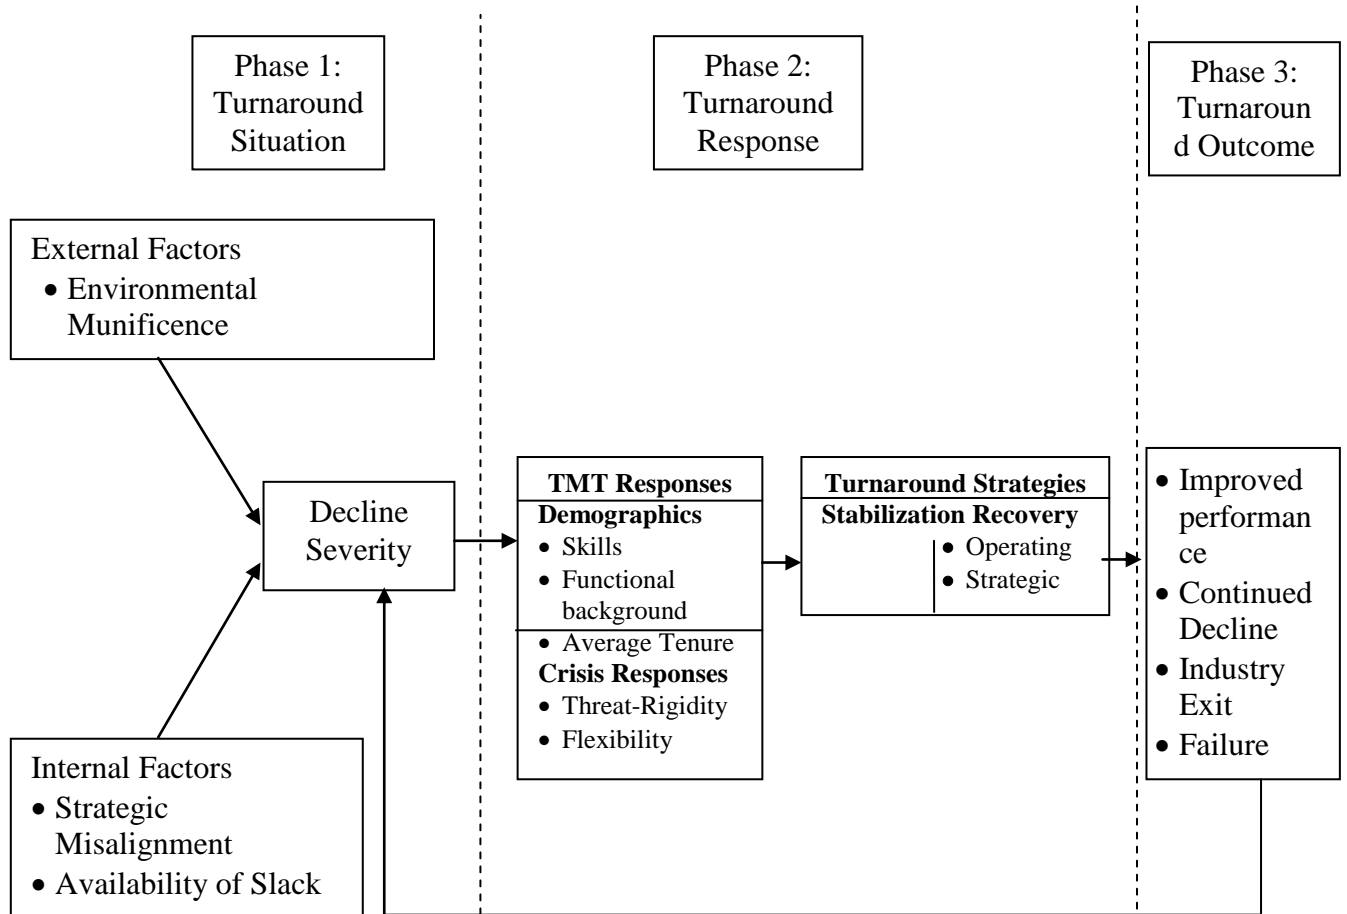 Phase 1:
Turnaround
Situation
Phase 2:
Turnaround
Response
Phase 3:
Turnaroun
d Outcome
External Factors
• Environmental
Munificence
Decline
Severity
Internal Factors
• Strategic
Misalignment
• Availability of Slack
TMT Responses
Demographics
• Skills
• Functional
background
• Average Tenure
Crisis Responses
• Threat-Rigidity
• Flexibility
Turnaround Strategies
Stabilization Recovery
• Operating
• Strategic
• Improved
performan
ce
• Continued
Decline
• Industry
Exit
• Failure